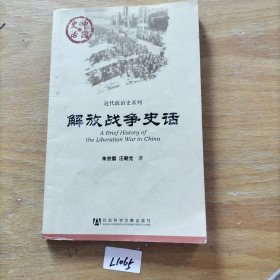 中国
史话
近代政治史系列
解放战争史话
A Brief History of
the Liberation War in China
朱宗震 汪朝光 著
社会科学文献出版社
L1065